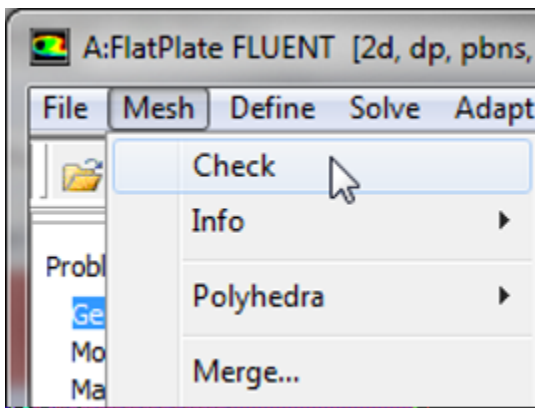 A:FlatPlate FLUENT [2d, dp, pbns,
File Mesh Define Solve Adapt
Check
Info
Probl
Polyhedra
Ge
Mo
Merge...
Ma